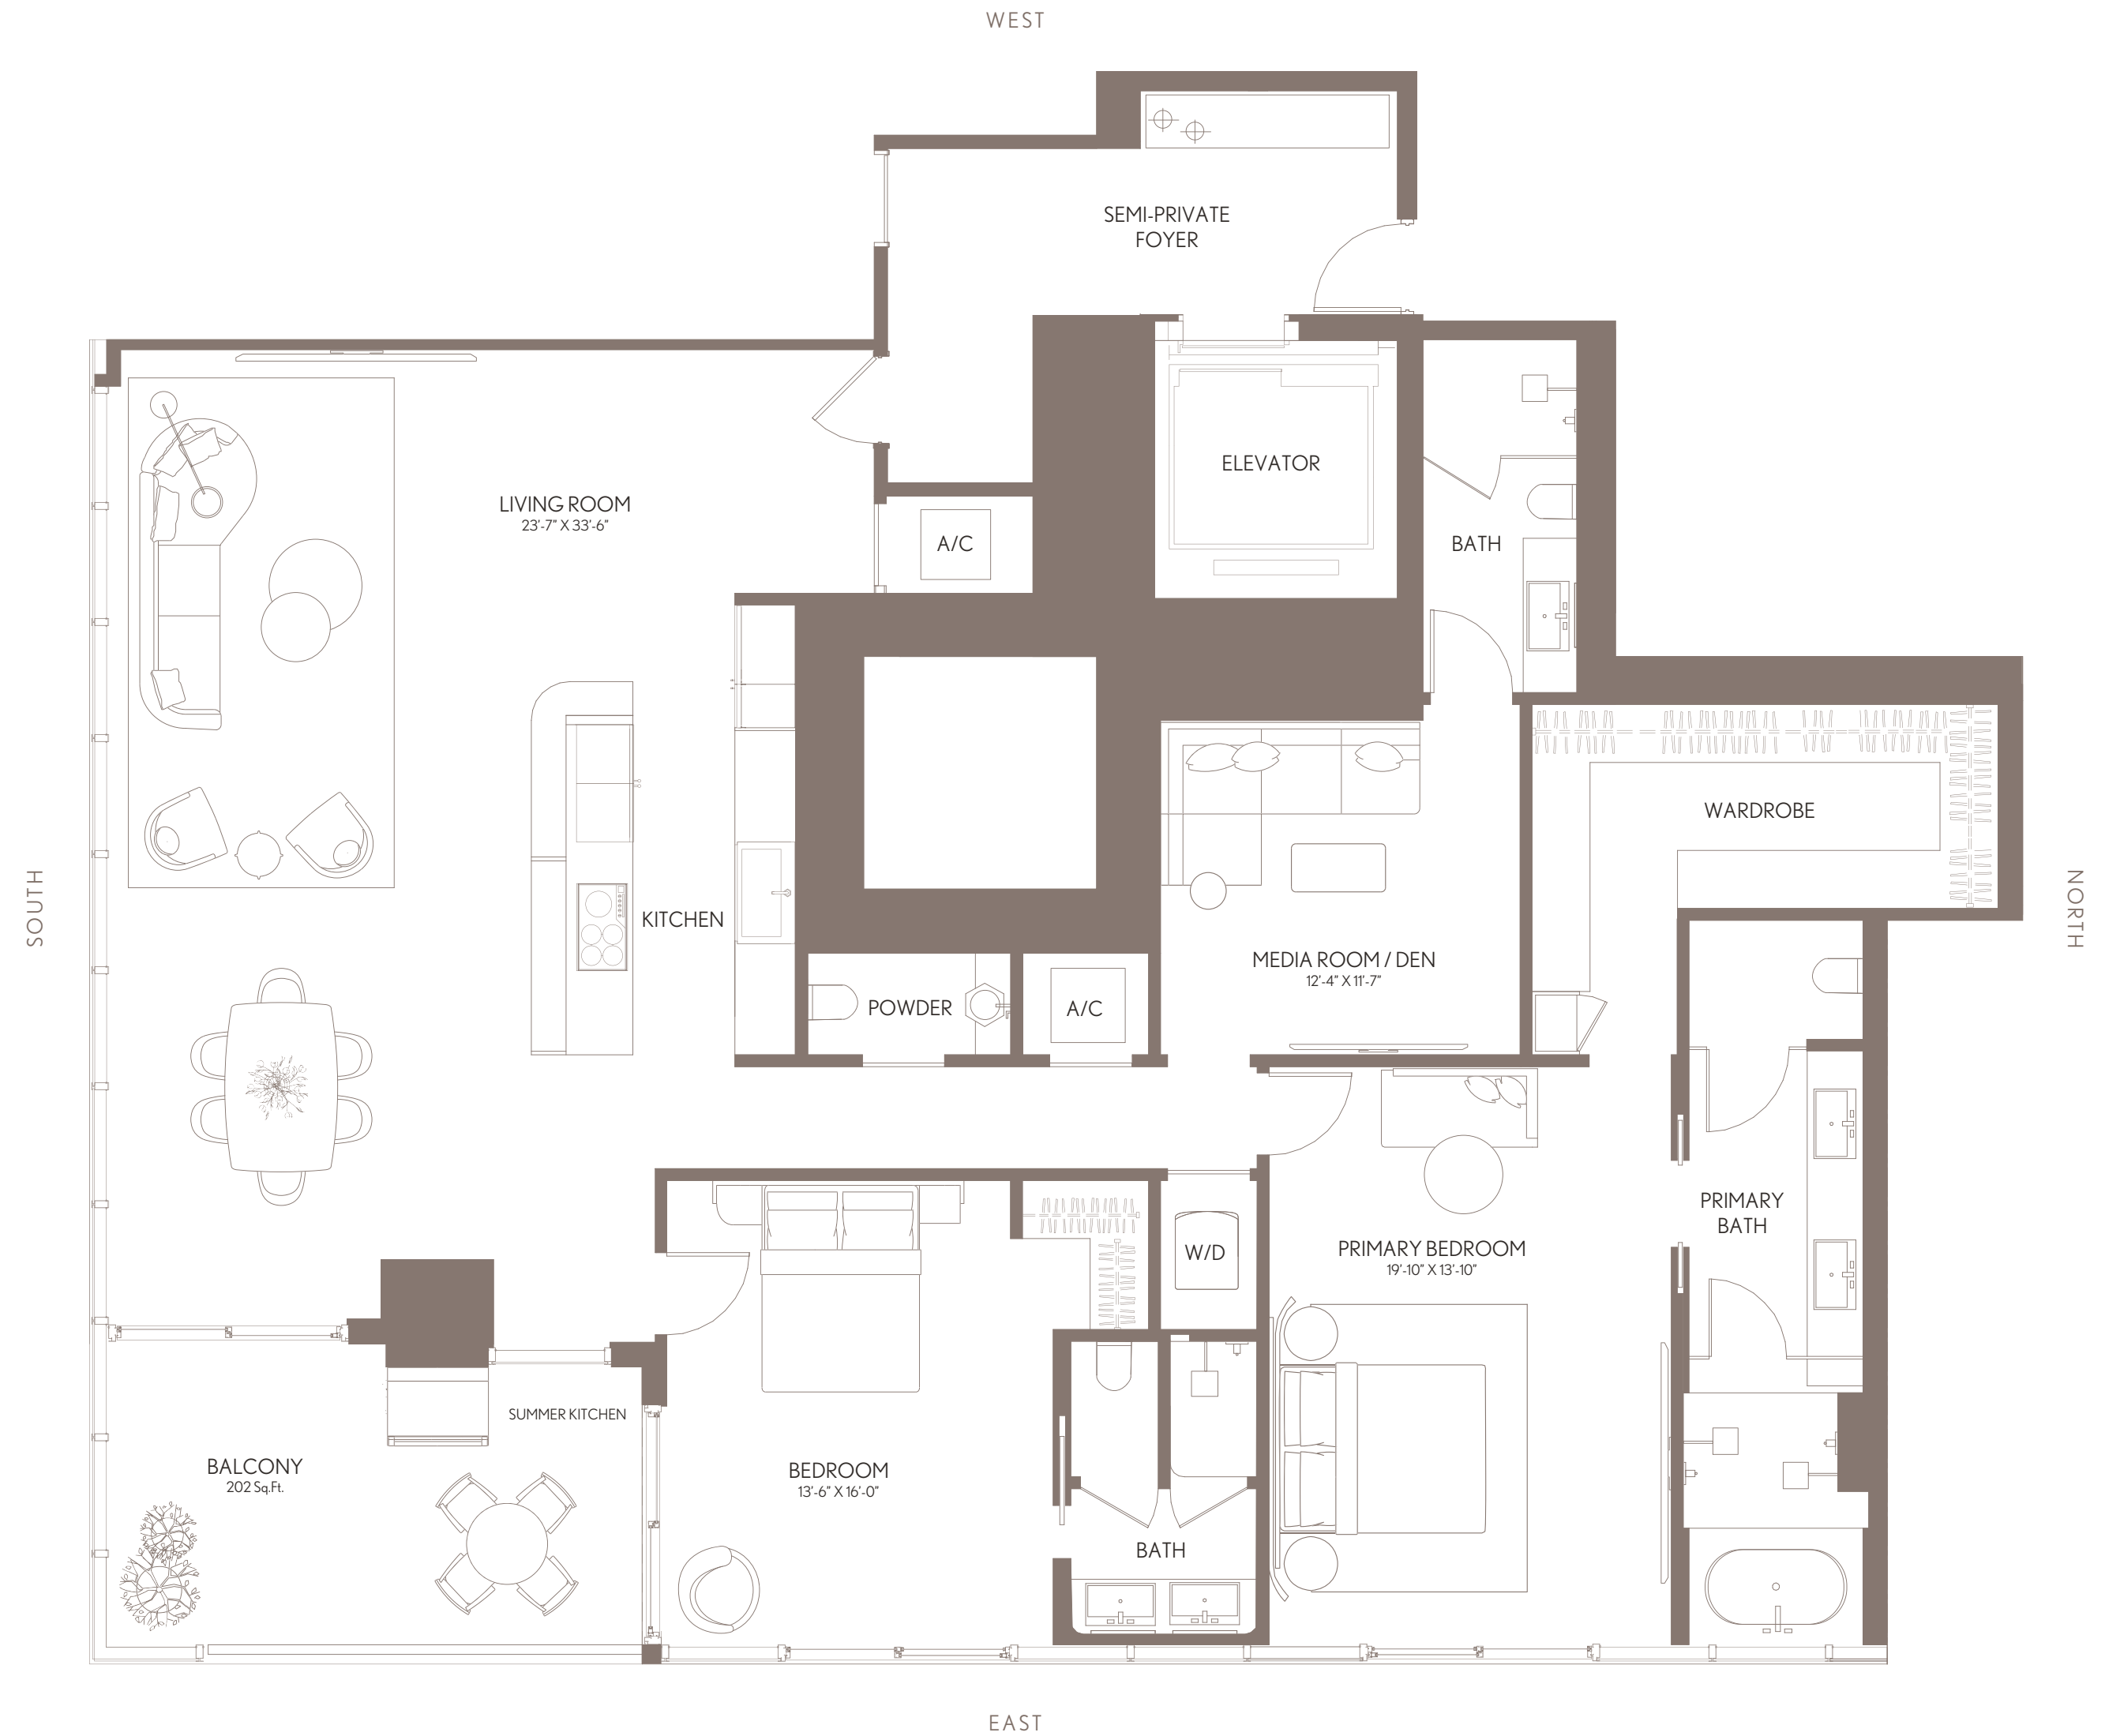 WEST
SEMI-PRIVATE
FOYER
ELEVATOR
LIVING ROOM
23'-7" X 33'-6"
A/C
BATH
WARDROBE
SOUTH
NORTH
KITCHEN
MEDIA ROOM / DEN
12'-4" X 11'-7"
POWDER
A/C
PRIMARY
BATH
W/D
PRIMARY BEDROOM
19'-10" X 13'-10"
SUMMER KITCHEN
BALCONY
202 Sq.Ft.
BEDROOM
13'-6" X 16'-0"
BATH
EAST